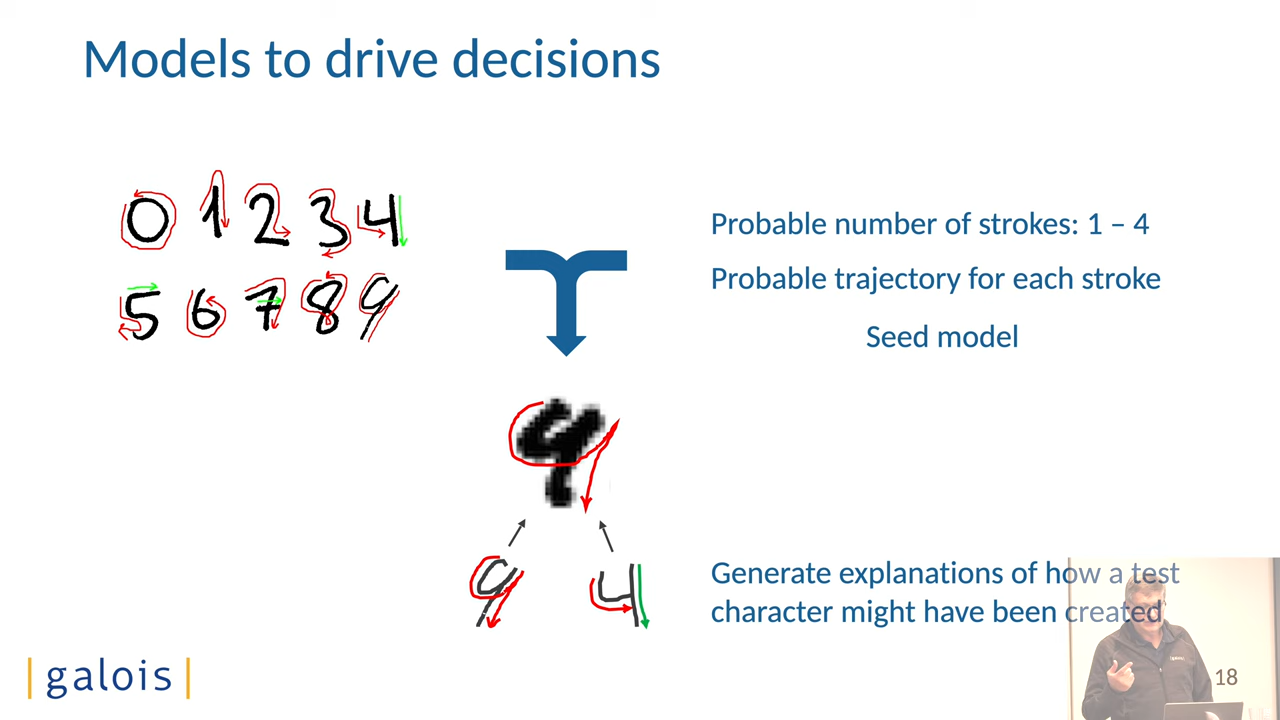 Models to drive decisions
0 1 2 3 4
5 6 7 8 9
Probable number of strokes: 1 – 4
Probable trajectory for each stroke
Seed model
9 4
Generate explanations of how a test
character might have been created
|galois|
18